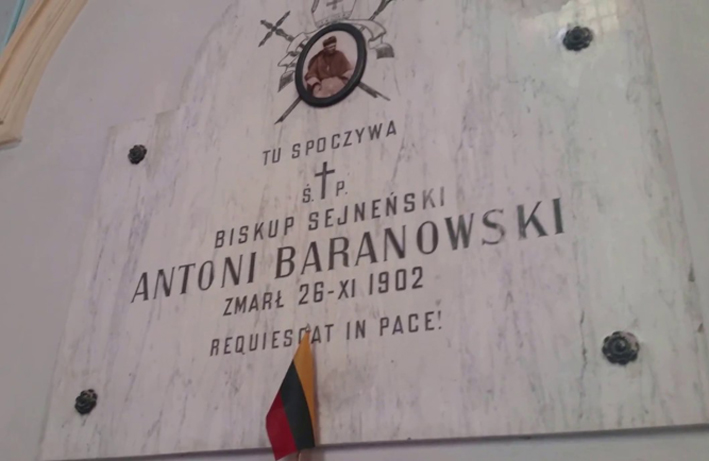 TU SPOCZYWA
Ś. P.
BISKUP SEJNEŃSKI
ANTONI BARANOWSKI
ZMARŁ 26-XI 1902
REQUIESCAT IN PACE!